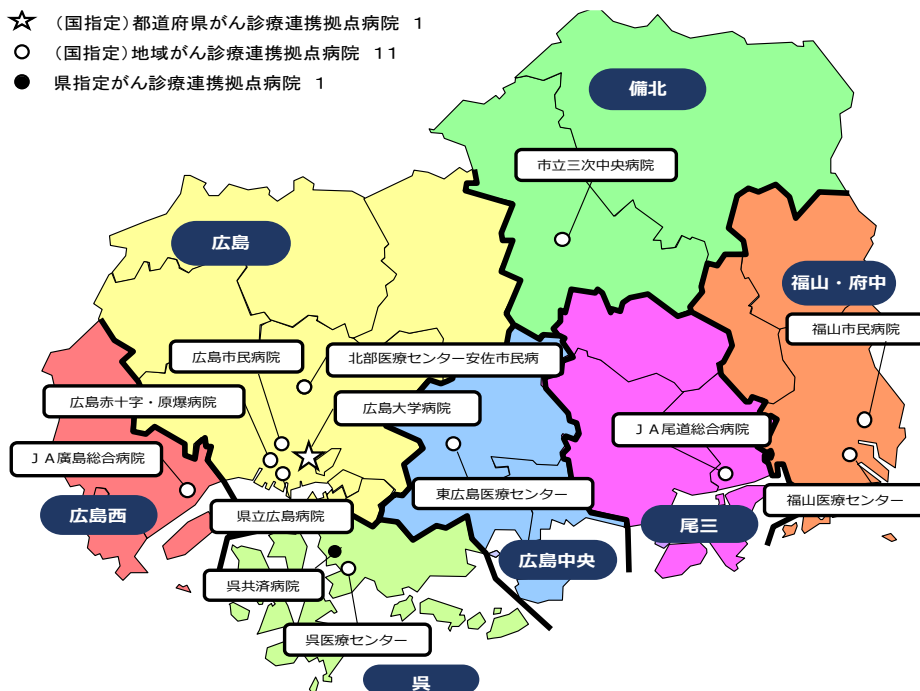 (国指定)都道府県がん診療連携拠点病院 1
(国指定)地域がん診療連携拠点病院 11
県指定がん診療連携拠点病院 1
備北
市立三次中央病院
広島
福山・府中
福山市民病院
広島市民病院
北部医療センター安佐市民病
広島赤十字・原爆病院
広島大学病院
JA尾道総合病院
JA廣島総合病院
東広島医療センター
福山医療センター
広島西
県立広島病院
尾三
広島中央
呉共済病院
呉医療センター
呉